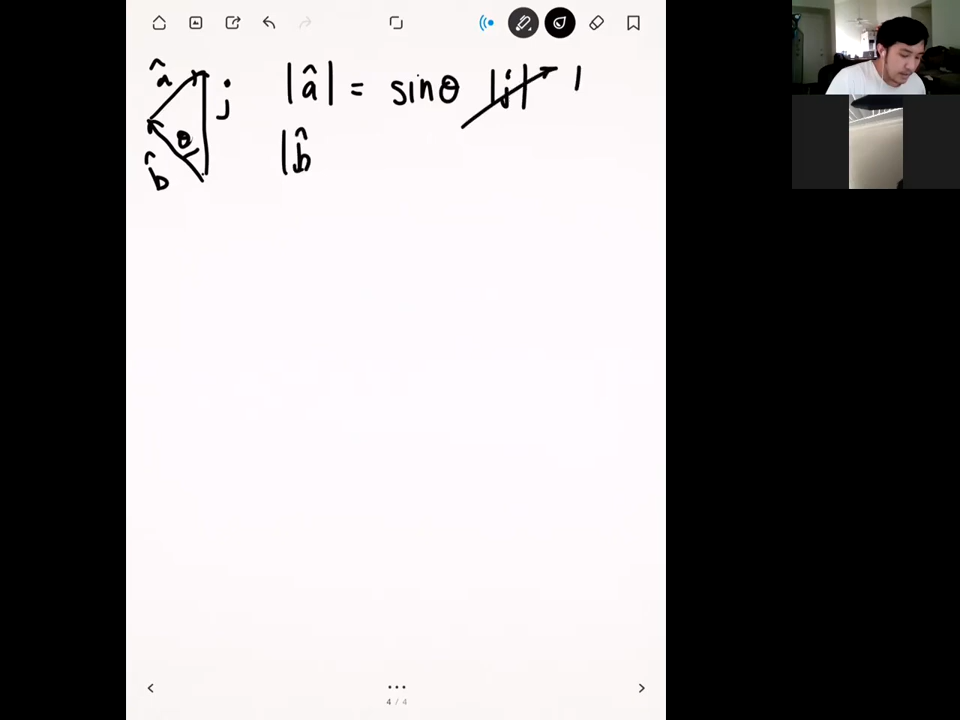 â
j
θ
b̂
|â| = sinθ |j| 1
|b̂
4 / 4